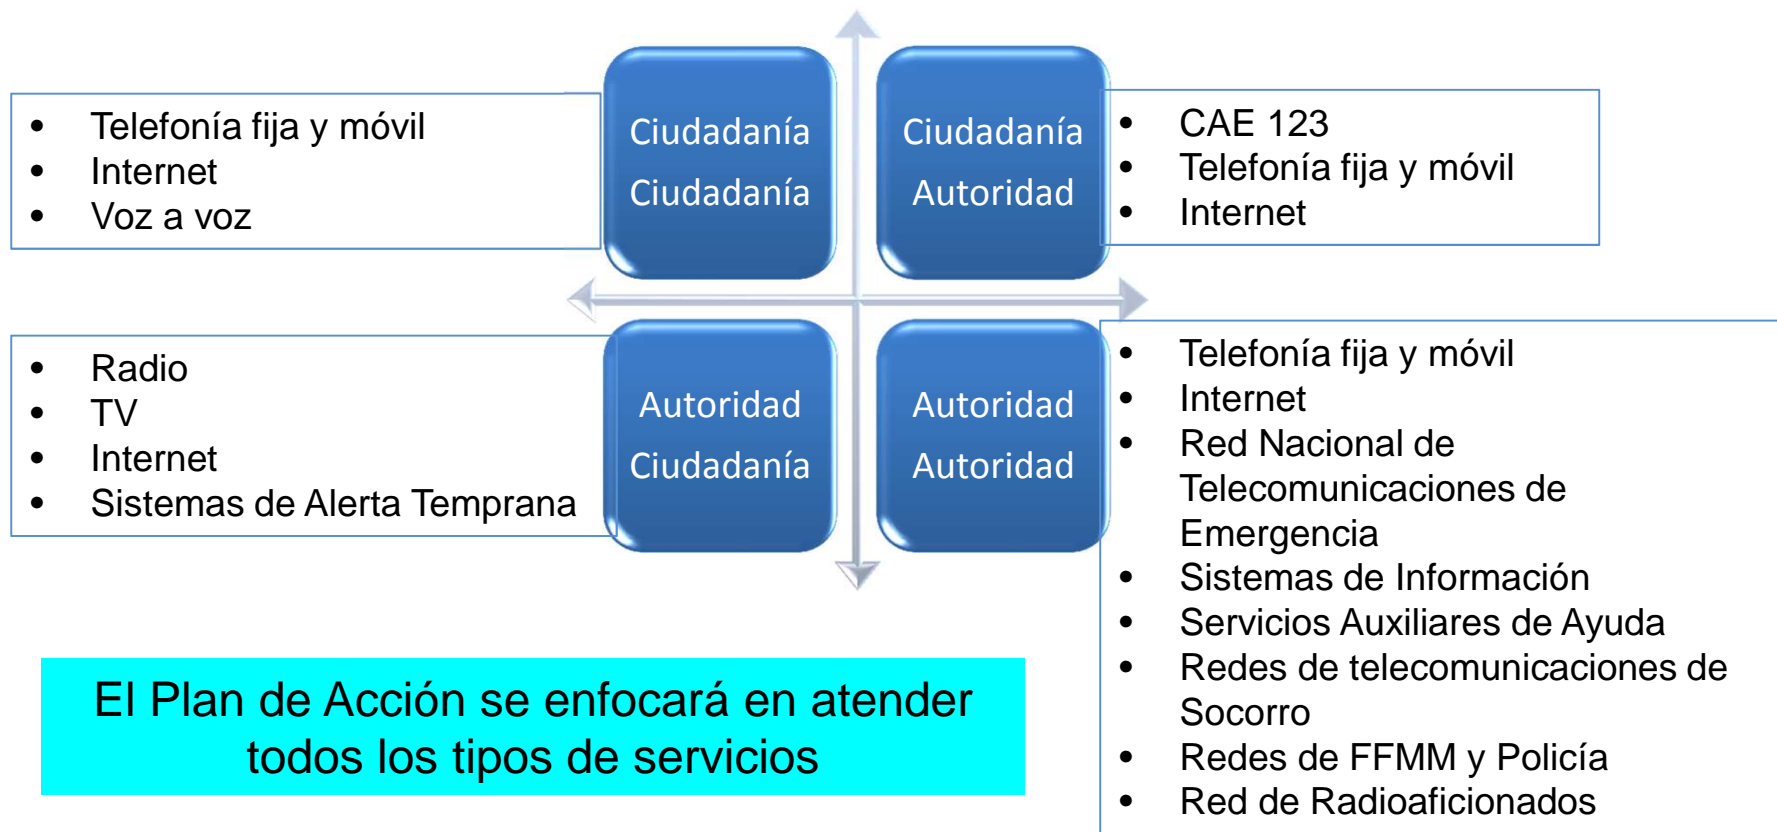 • Telefonía fija y móvil
• Internet
• Voz a voz
Ciudadanía
Ciudadanía
Ciudadanía
Autoridad
• CAE 123
• Telefonía fija y móvil
• Internet
• Radio
• TV
• Internet
• Sistemas de Alerta Temprana
Autoridad
Ciudadanía
Autoridad
Autoridad
• Telefonía fija y móvil
• Internet
• Red Nacional de
Telecomunicaciones de
Emergencia
• Sistemas de Información
• Servicios Auxiliares de Ayuda
• Redes de telecomunicaciones de
Socorro
• Redes de FFMM y Policía
• Red de Radioaficionados
El Plan de Acción se enfocará en atender
todos los tipos de servicios